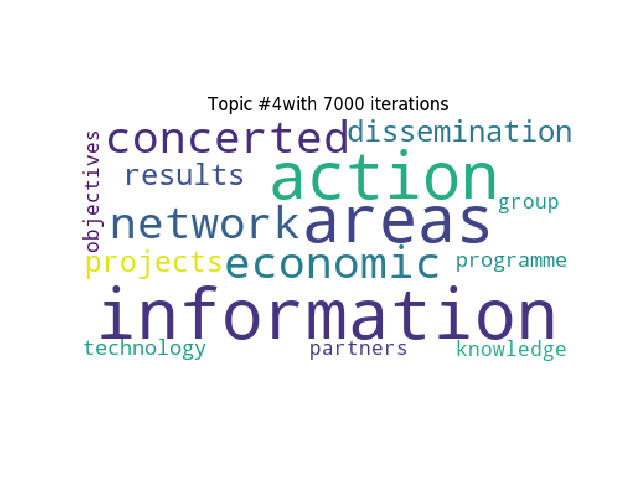 Topic #4with 7000 iterations
concerted
dissemination
objectives
results
action
group
network
areas
projects
economic
programme
information
technology
partners
knowledge